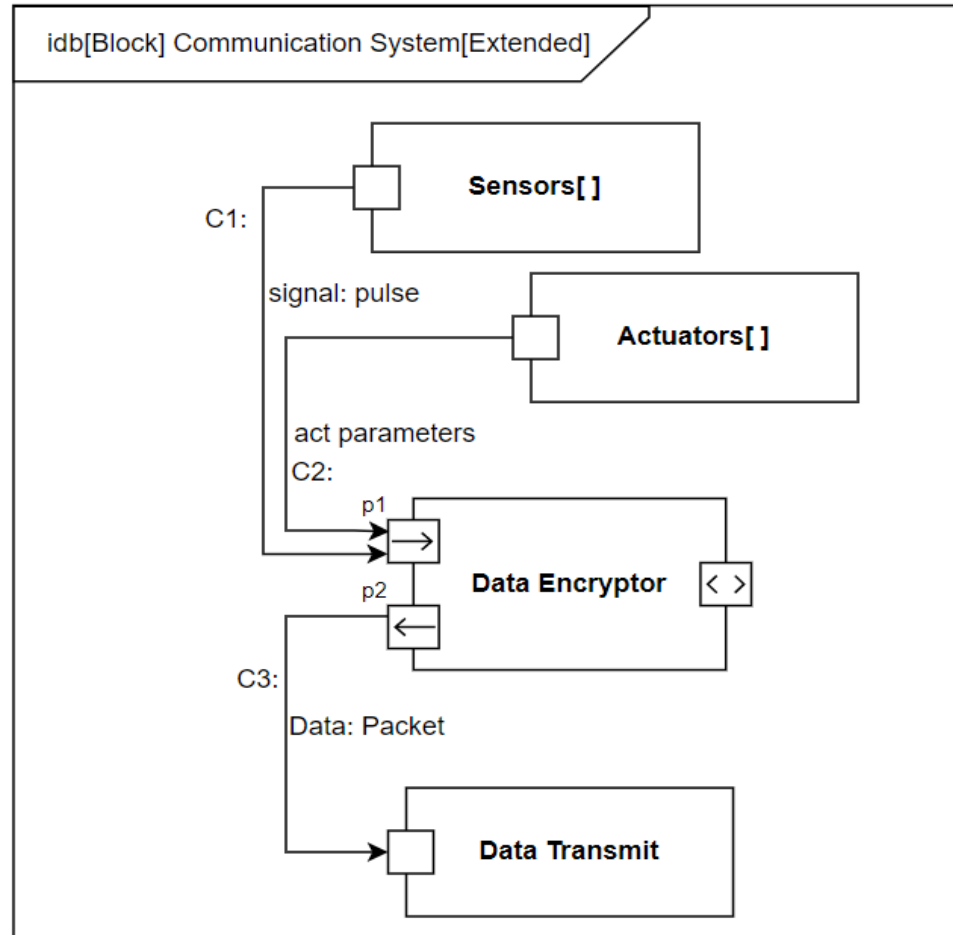 idb[Block] Communication System[Extended]
Sensors[ ]
C1:
signal: pulse
Actuators[ ]
act parameters
C2:
p1
Data Encryptor
p2
C3:
Data: Packet
Data Transmit